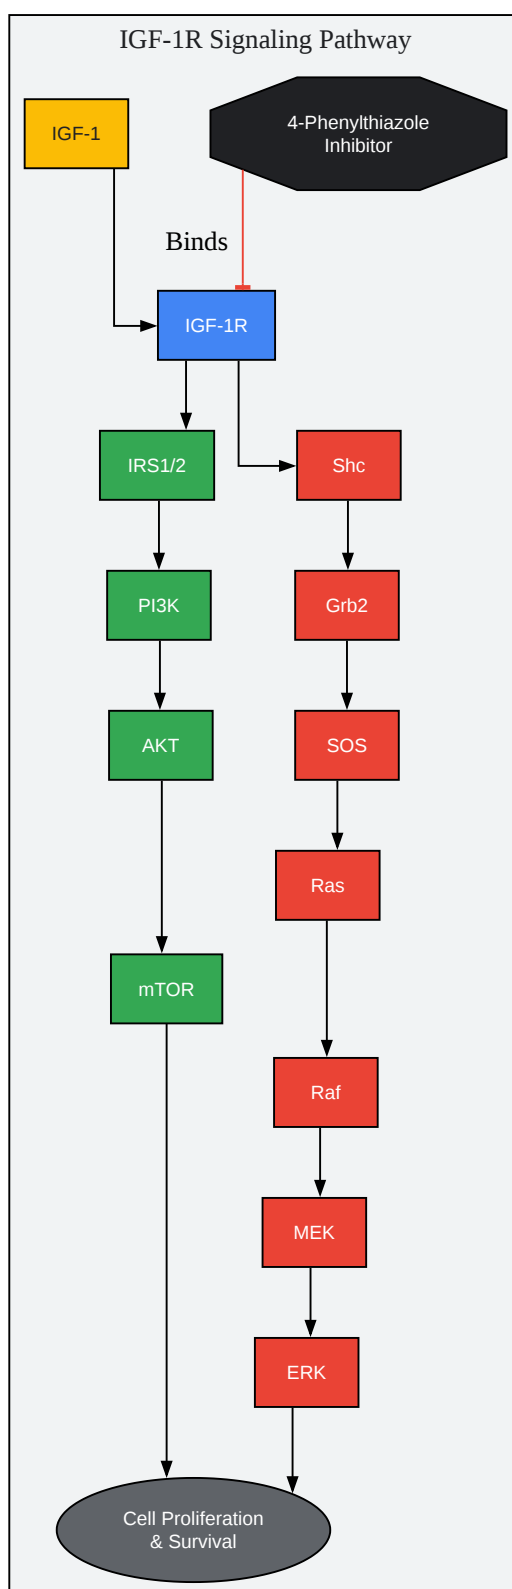 IGF-1R Signaling Pathway
IGF-1
4-Phenylthiazole
Inhibitor
Binds
IGF-1R
IRS1/2
Shc
PI3K
Grb2
AKT
SOS
Ras
mTOR
Raf
MEK
ERK
Cell Proliferation
& Survival